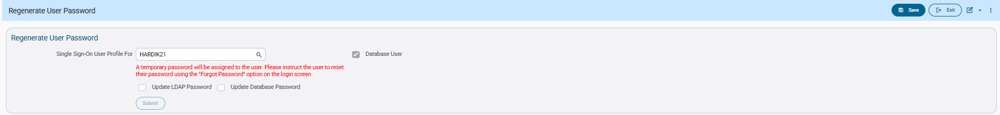 Regenerate User Password
Save
Exit
Regenerate User Password
Single Sign-On User Profile For
HARDIK21
Database User
A temporary password will be assigned to the user. Please instruct the user to reset
their password using the "Forgot Password" option on the login screen
Update LDAP Password
Update Database Password
Submit